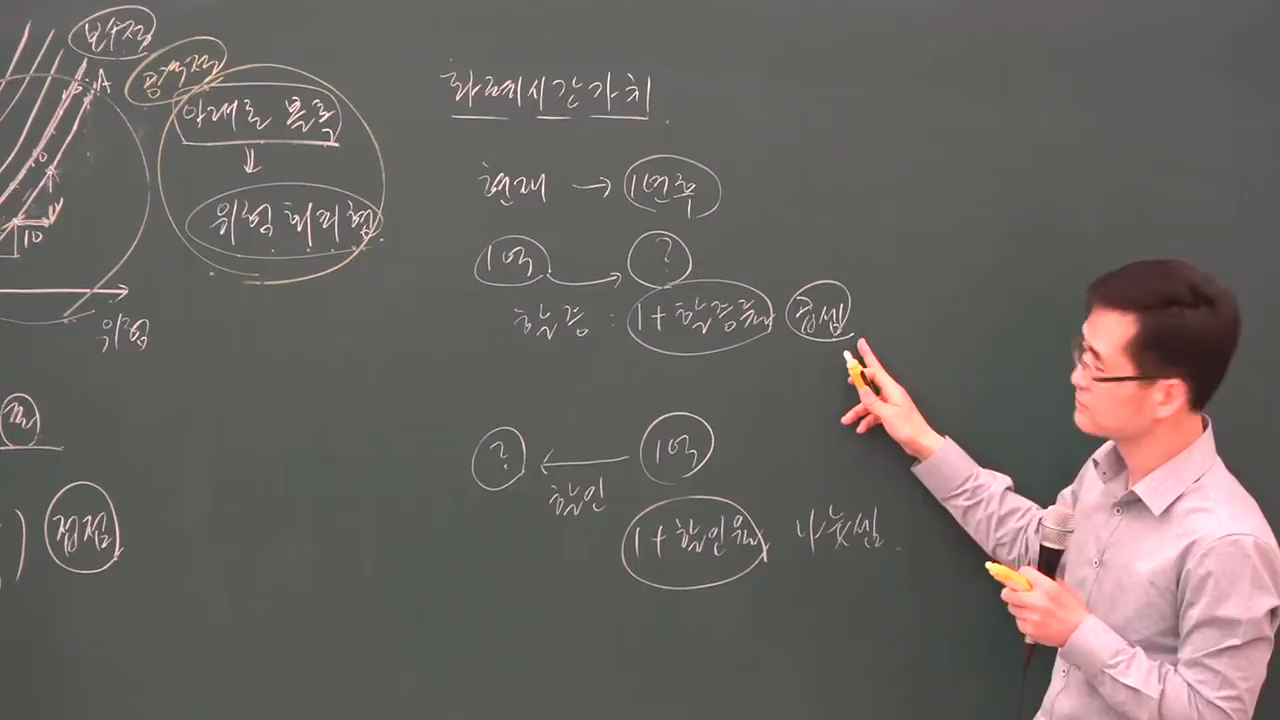 보수적
공격적
A
아래로 볼록
↓
위험 회피형
10
위험
접점
화폐시간가치
현재 → 1년후
1억 → ?
할증 : 1+할증률 곱셈
? ← 1억
할인
1+할인율 나눗셈